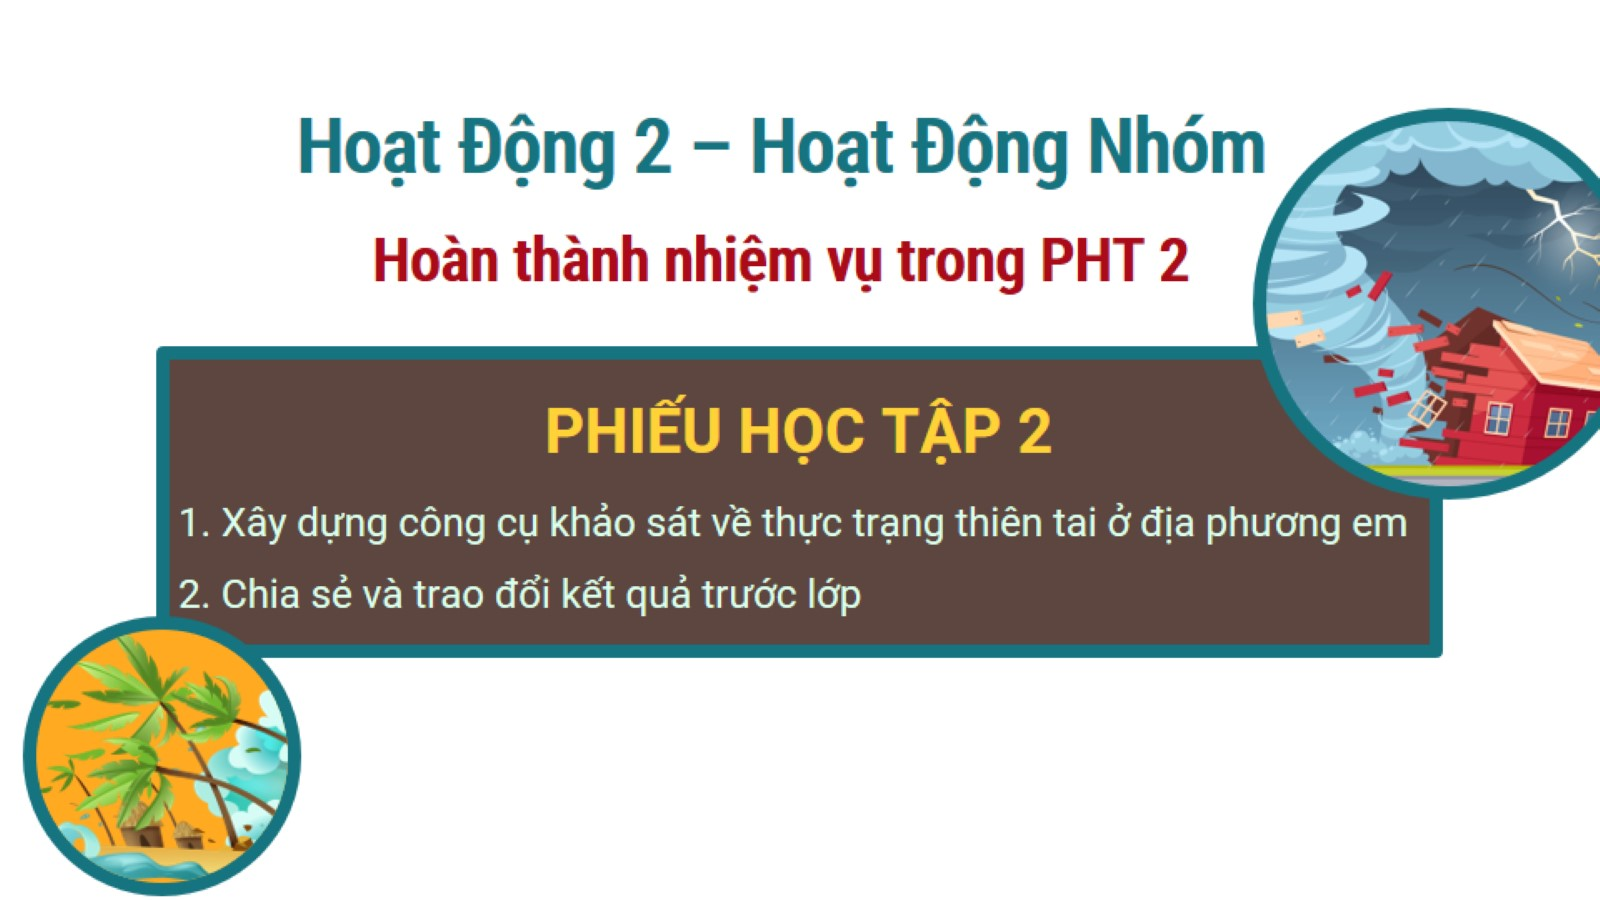 Hoạt Động 2 – Hoạt Động Nhóm
Hoàn thành nhiệm vụ trong PHT 2
PHIẾU HỌC TẬP 2
1. Xây dựng công cụ khảo sát về thực trạng thiên tai ở địa phương em
2. Chia sẻ và trao đổi kết quả trước lớp